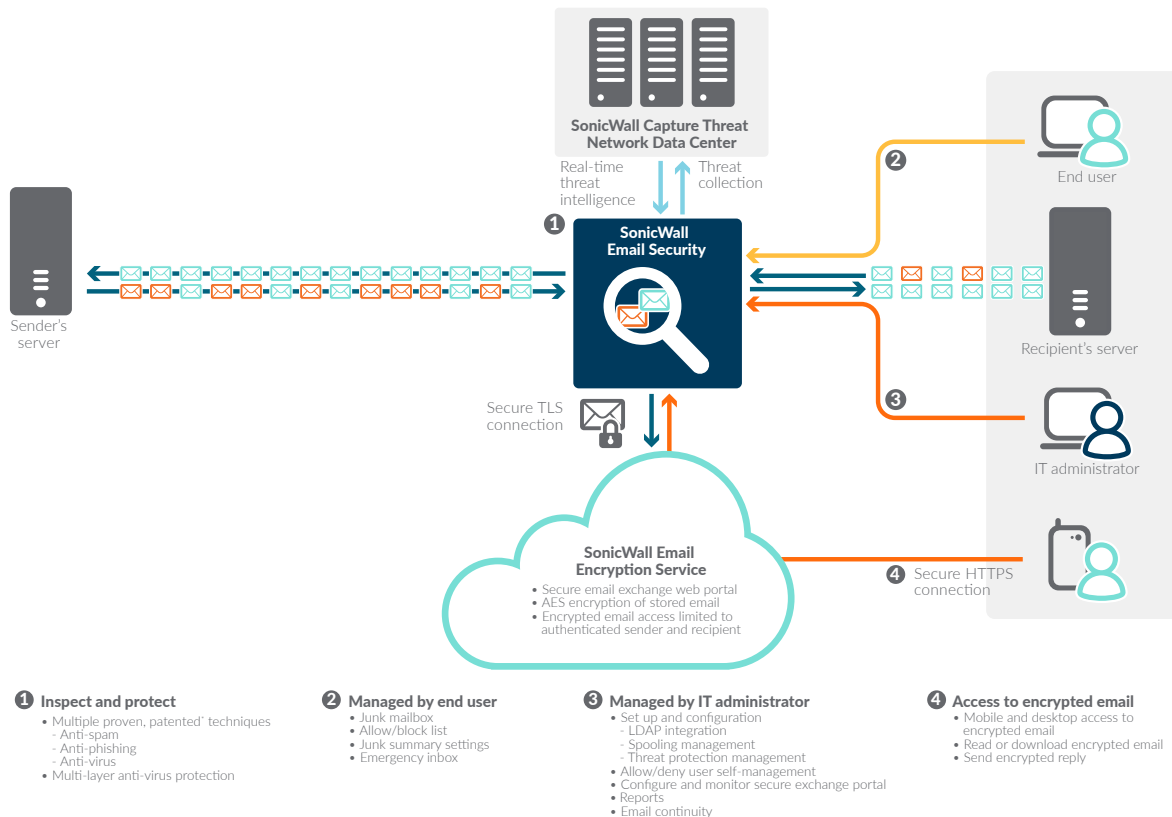 SonicWall Capture Threat
Network Data Center
Real-time
threat
intelligence
Threat
collection
2
End user
1
SonicWall
Email Security
Sender's
server
Recipient's server
3
Secure TLS
connection
IT administrator
SonicWall Email
Encryption Service
• Secure email exchange web portal
• AES encryption of stored email
• Encrypted email access limited to
authenticated sender and recipient
4 Secure HTTPS
connection
1 Inspect and protect
• Multiple proven, patented* techniques
- Anti-spam
- Anti-phishing
- Anti-virus
• Multi-layer anti-virus protection
2 Managed by end user
• Junk mailbox
• Allow/block list
• Junk summary settings
• Emergency inbox
3 Managed by IT administrator
• Set up and configuration
- LDAP integration
- Spooling management
- Threat protection management
• Allow/deny user self-management
• Configure and monitor secure exchange portal
• Reports
• Email continuity
4 Access to encrypted email
• Mobile and desktop access to
encrypted email
• Read or download encrypted email
• Send encrypted reply